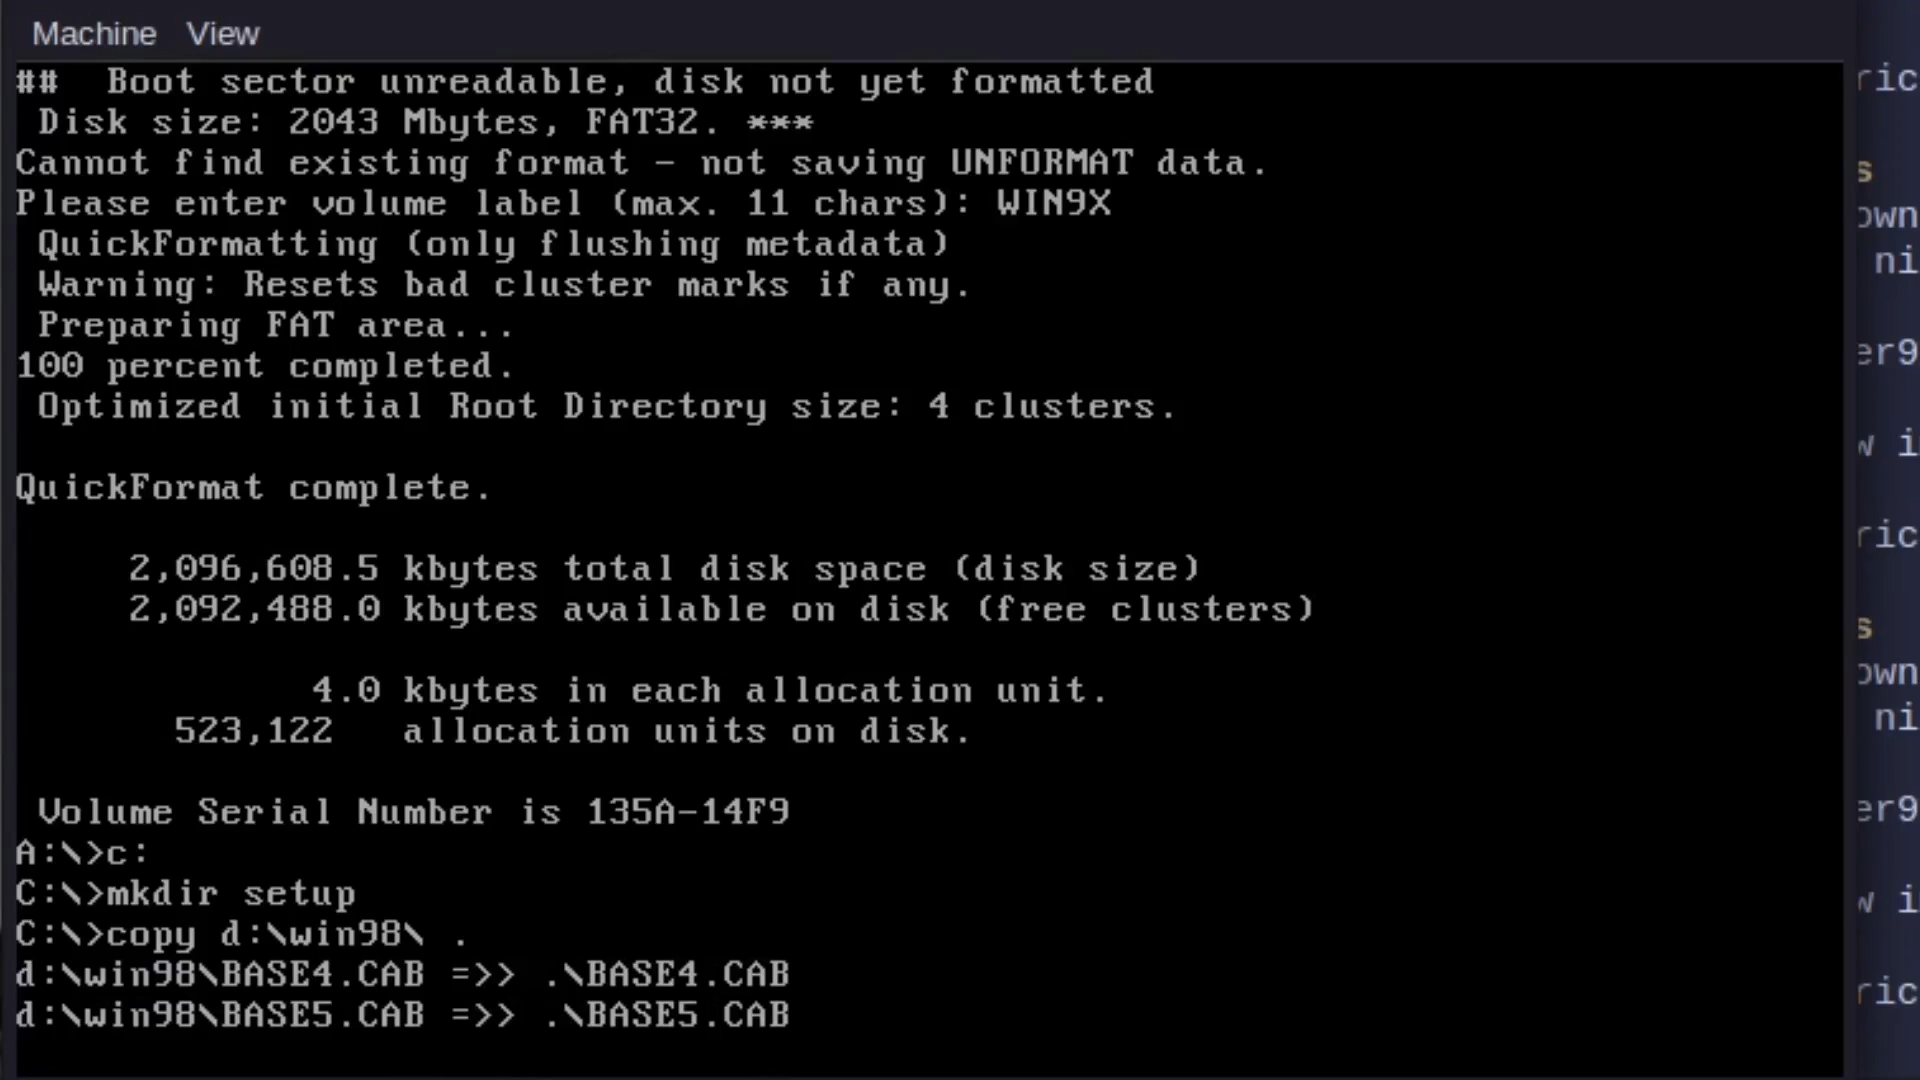 Machine View
## Boot sector unreadable, disk not yet formatted
Disk size: 2043 Mbytes, FAT32. ***
Cannot find existing format - not saving UNFORMAT data.
Please enter volume label (max. 11 chars): WIN9X
QuickFormatting (only flushing metadata)
Warning: Resets bad cluster marks if any.
Preparing FAT area...
100 percent completed.
Optimized initial Root Directory size: 4 clusters.
QuickFormat complete.
2,096,608.5 kbytes total disk space (disk size)
2,092,488.0 kbytes available on disk (free clusters)
4.0 kbytes in each allocation unit.
523,122 allocation units on disk.
Volume Serial Number is 135A-14F9
A:\>c:
C:\>mkdir setup
C:\>copy d:\win98\ .
d:\win98\BASE4.CAB =>> .\BASE4.CAB
d:\win98\BASE5.CAB =>> .\BASE5.CAB